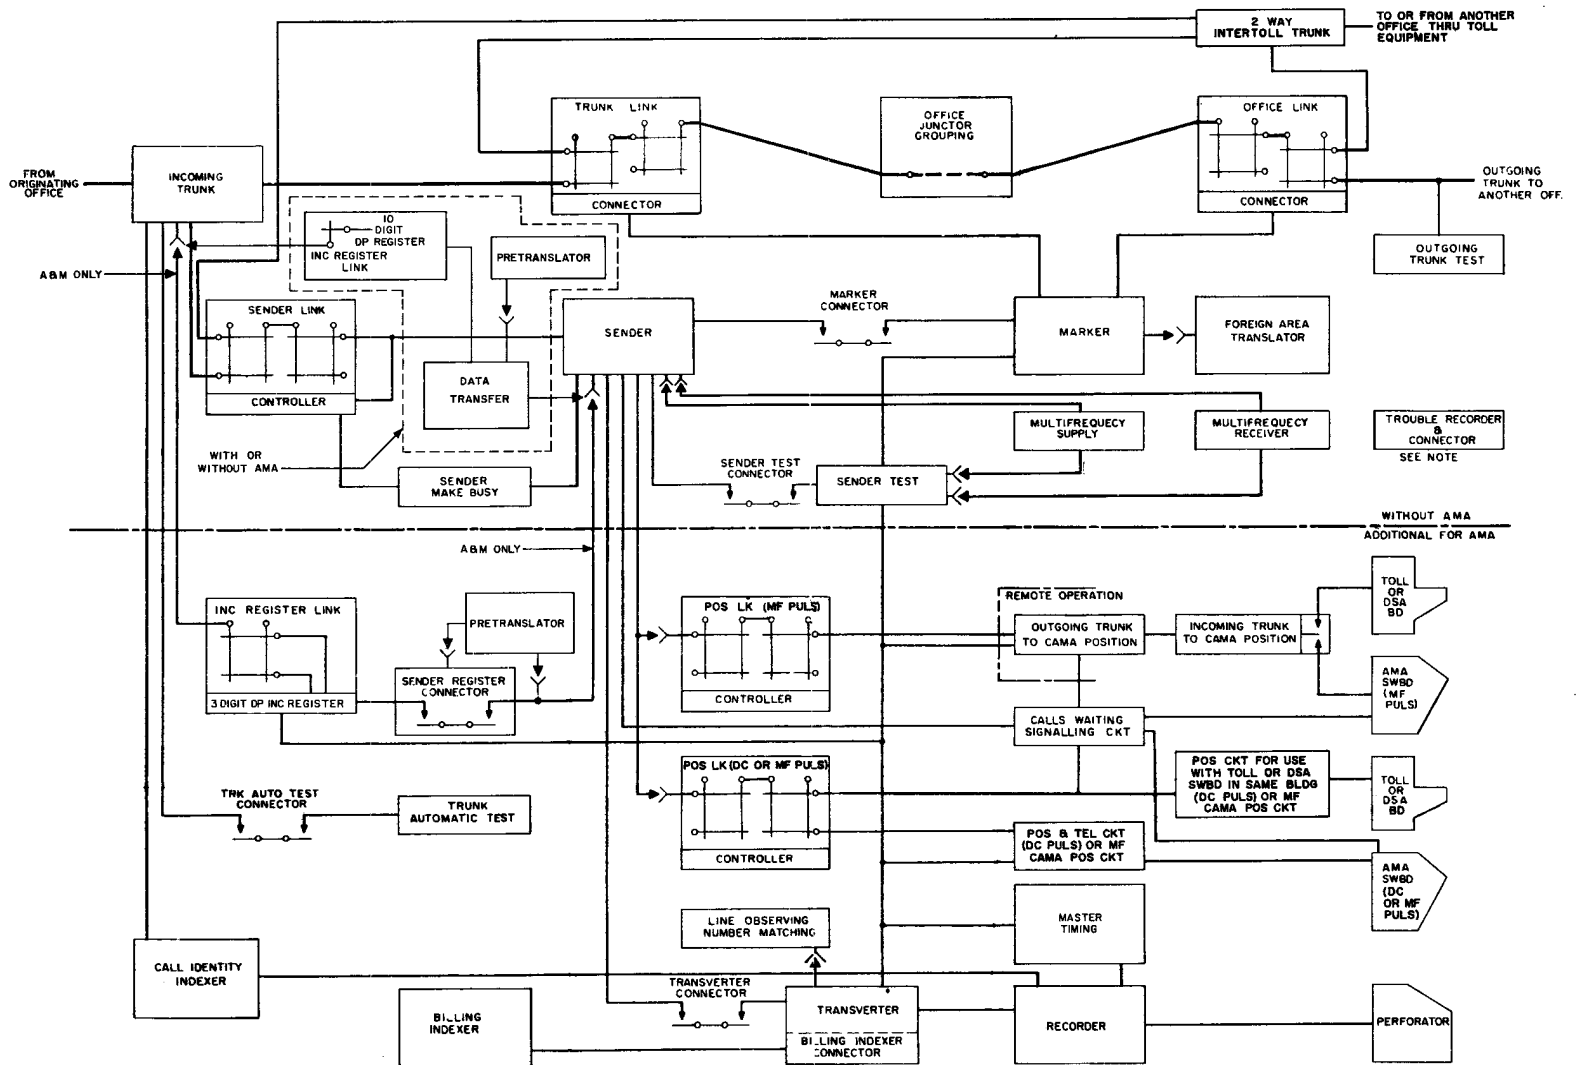 2 WAY
INTERTOLL TRUNK
TO OR FROM ANOTHER
OFFICE THRU TOLL
EQUIPMENT
TRUNK LINK
CONNECTOR
OFFICE
JUNCTOR
GROUPING
OFFICE LINK
CONNECTOR
FROM
ORIGINATING
OFFICE
INCOMING
TRUNK
OUTGOING
TRUNK TO
ANOTHER OFF.
10
DIGIT
DP REGISTER
INC REGISTER
LINK
PRETRANSLATOR
OUTGOING
TRUNK TEST
A&M ONLY
SENDER LINK
CONTROLLER
SENDER
MARKER
CONNECTOR
MARKER
FOREIGN AREA
TRANSLATOR
DATA
TRANSFER
MULTIFREQUECY
SUPPLY
MULTIFREQUECY
RECEIVER
TROUBLE RECORDER
&
CONNECTOR
SEE NOTE
WITH OR
WITHOUT AMA
SENDER
MAKE BUSY
SENDER TEST
CONNECTOR
SENDER TEST
WITHOUT AMA
ADDITIONAL FOR AMA
A&M ONLY
INC REGISTER LINK
3 DIGIT DP INC REGISTER
PRETRANSLATOR
SENDER REGISTER
CONNECTOR
POS LK (MF PULS)
CONTROLLER
REMOTE OPERATION
OUTGOING TRUNK
TO CAMA POSITION
INCOMING TRUNK
TO CAMA POSITION
TOLL
OR
DSA
BD
AMA
SWBD
(MF
PULS)
CALLS WAITING
SIGNALLING CKT
POS LK (DC OR MF PULS)
CONTROLLER
POS CKT FOR USE
WITH TOLL OR DSA
SWBD IN SAME BLDG
(DC PULS) OR MF
CAMA POS CKT
TOLL
OR
DSA
BD
TRK AUTO TEST
CONNECTOR
TRUNK
AUTOMATIC TEST
POS & TEL CKT
(DC PULS) OR MF
CAMA POS CKT
AMA
SWBD
(DC
OR MF
PULS)
LINE OBSERVING
NUMBER MATCHING
MASTER
TIMING
CALL IDENTITY
INDEXER
BILLING
INDEXER
TRANSVERTER
CONNECTOR
TRANSVERTER
BILLING INDEXER
CONNECTOR
RECORDER
PERFORATOR